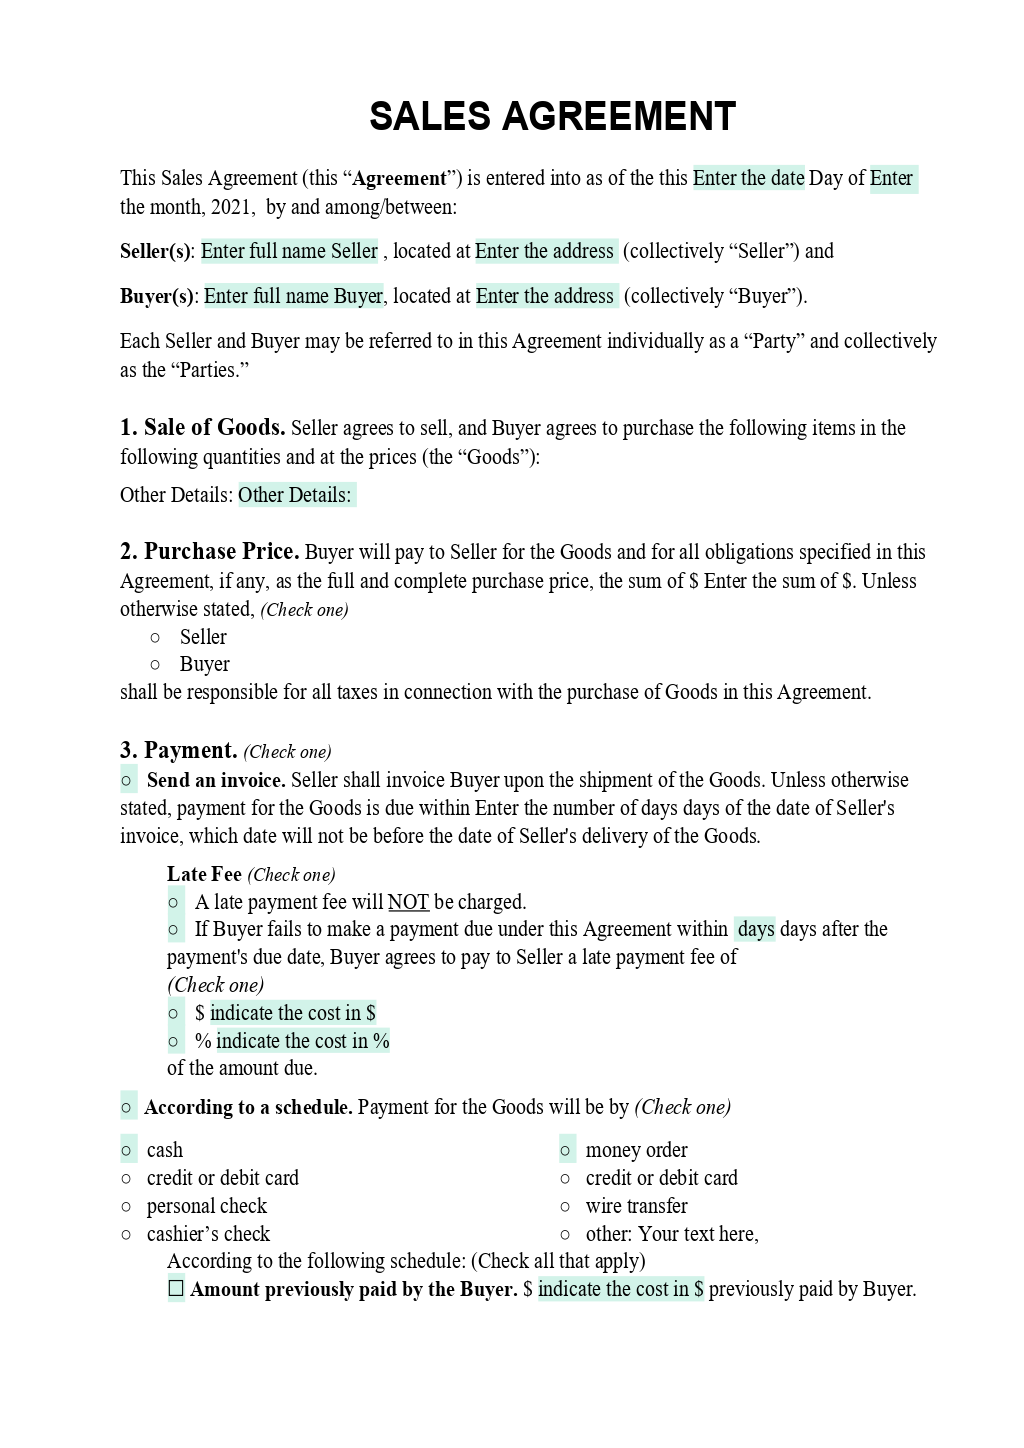 SALES AGREEMENT
This Sales Agreement (this “Agreement”) is entered into as of the this Enter the date Day of Enter
the month, 2021,  by and among/between:
Seller(s): Enter full name Seller , located at Enter the address  (collectively “Seller”) and
Buyer(s): Enter full name Buyer, located at Enter the address  (collectively “Buyer”).
Each Seller and Buyer may be referred to in this Agreement individually as a “Party” and collectively
as the “Parties.”
1. Sale of Goods. Seller agrees to sell, and Buyer agrees to purchase the following items in the
following quantities and at the prices (the “Goods”):
Other Details: Other Details:
2. Purchase Price. Buyer will pay to Seller for the Goods and for all obligations specified in this
Agreement, if any, as the full and complete purchase price, the sum of $ Enter the sum of $. Unless
otherwise stated, (Check one)
○ Seller
○ Buyer
shall be responsible for all taxes in connection with the purchase of Goods in this Agreement.
3. Payment. (Check one)
○ Send an invoice. Seller shall invoice Buyer upon the shipment of the Goods. Unless otherwise
stated, payment for the Goods is due within Enter the number of days days of the date of Seller's
invoice, which date will not be before the date of Seller's delivery of the Goods.
Late Fee (Check one)
○ A late payment fee will NOT be charged.
○ If Buyer fails to make a payment due under this Agreement within  days days after the
payment's due date, Buyer agrees to pay to Seller a late payment fee of
(Check one)
○ $ indicate the cost in $
○ % indicate the cost in %
of the amount due.
○ According to a schedule. Payment for the Goods will be by (Check one)
○ cash
○ credit or debit card
○ personal check
○ cashier’s check
○ money order
○ credit or debit card
○ wire transfer
○ other: Your text here,
According to the following schedule: (Check all that apply)
☐ Amount previously paid by the Buyer. $ indicate the cost in $ previously paid by Buyer.